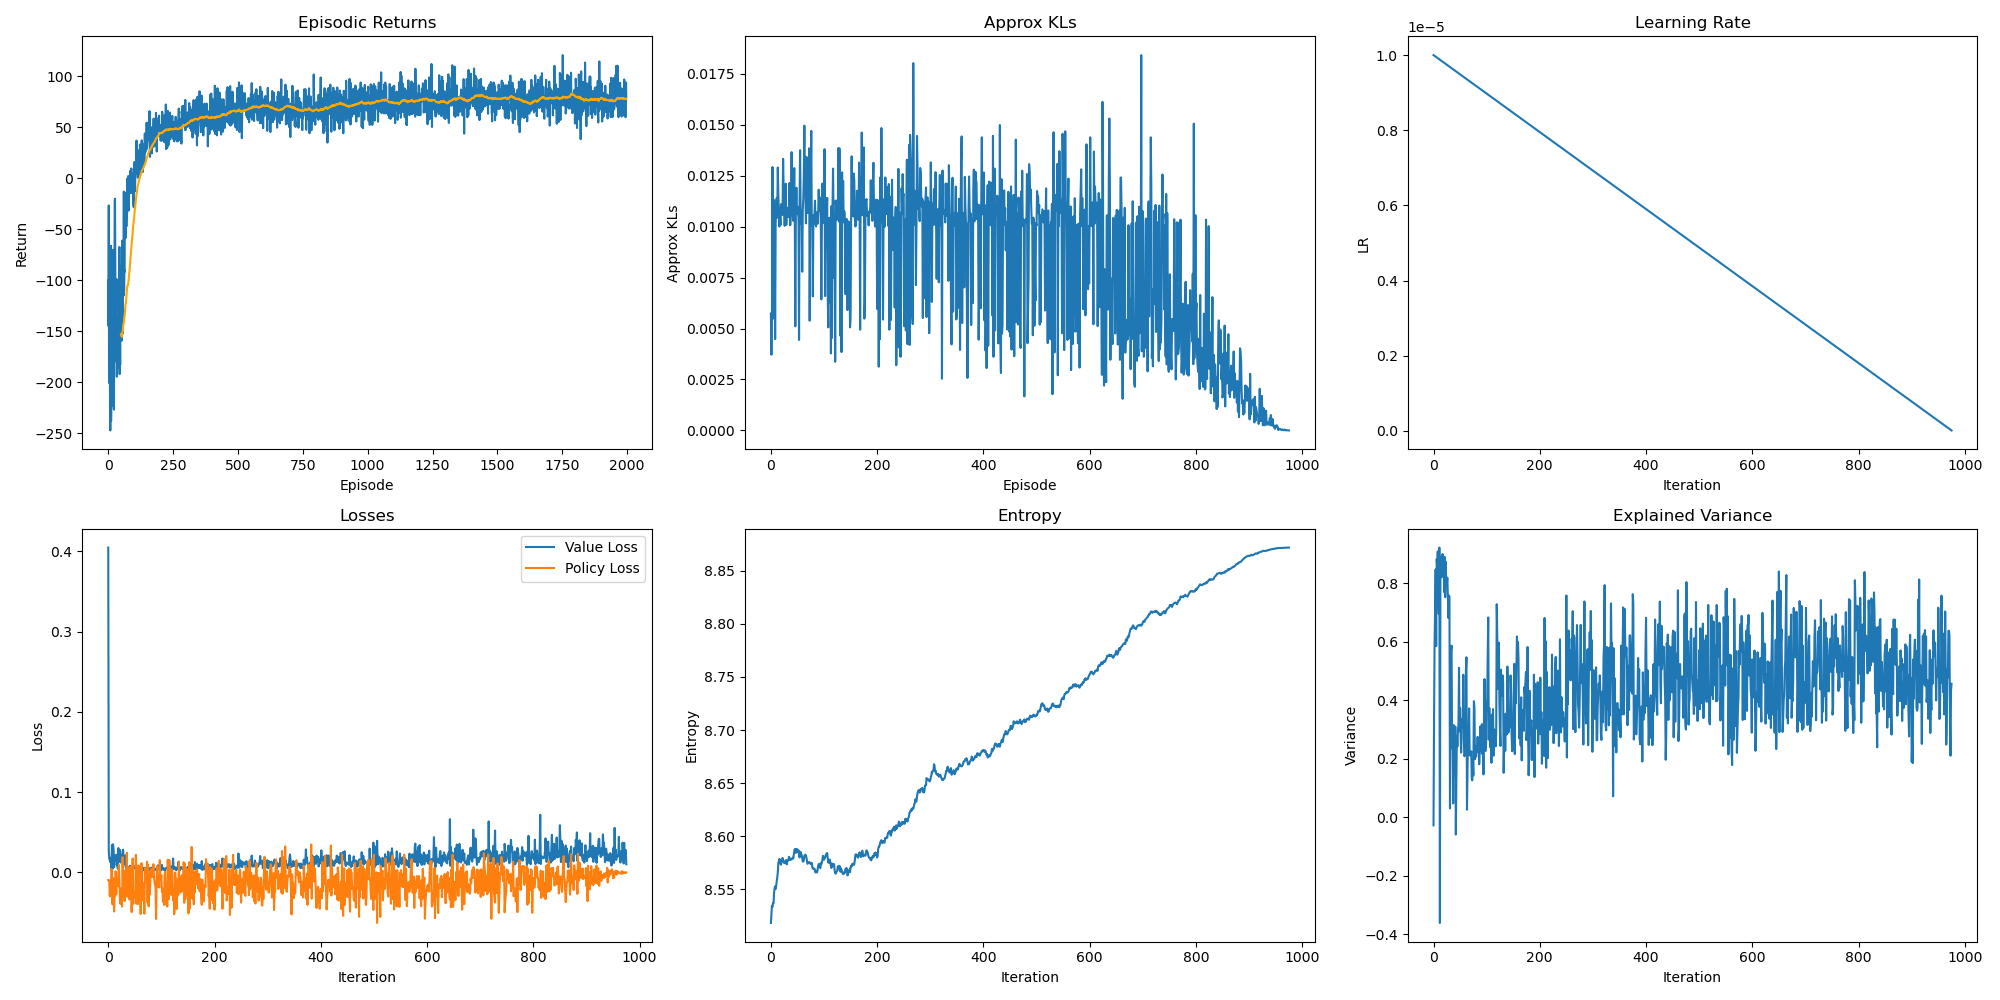 Episodic Returns
100
50
0
−50
−100
−150
−200
−250
Return
0 250 500 750 1000 1250 1500 1750 2000
Episode
Approx KLs
0.0175
0.0150
0.0125
0.0100
0.0075
0.0050
0.0025
0.0000
Approx KLs
0 200 400 600 800 1000
Episode
Learning Rate
1e−5
1.0
0.8
0.6
0.4
0.2
0.0
LR
0 200 400 600 800 1000
Iteration
Losses
Value Loss
Policy Loss
0.4
0.3
0.2
0.1
0.0
Loss
0 200 400 600 800 1000
Iteration
Entropy
8.85
8.80
8.75
8.70
8.65
8.60
8.55
Entropy
0 200 400 600 800 1000
Iteration
Explained Variance
0.8
0.6
0.4
0.2
0.0
−0.2
−0.4
Variance
0 200 400 600 800 1000
Iteration